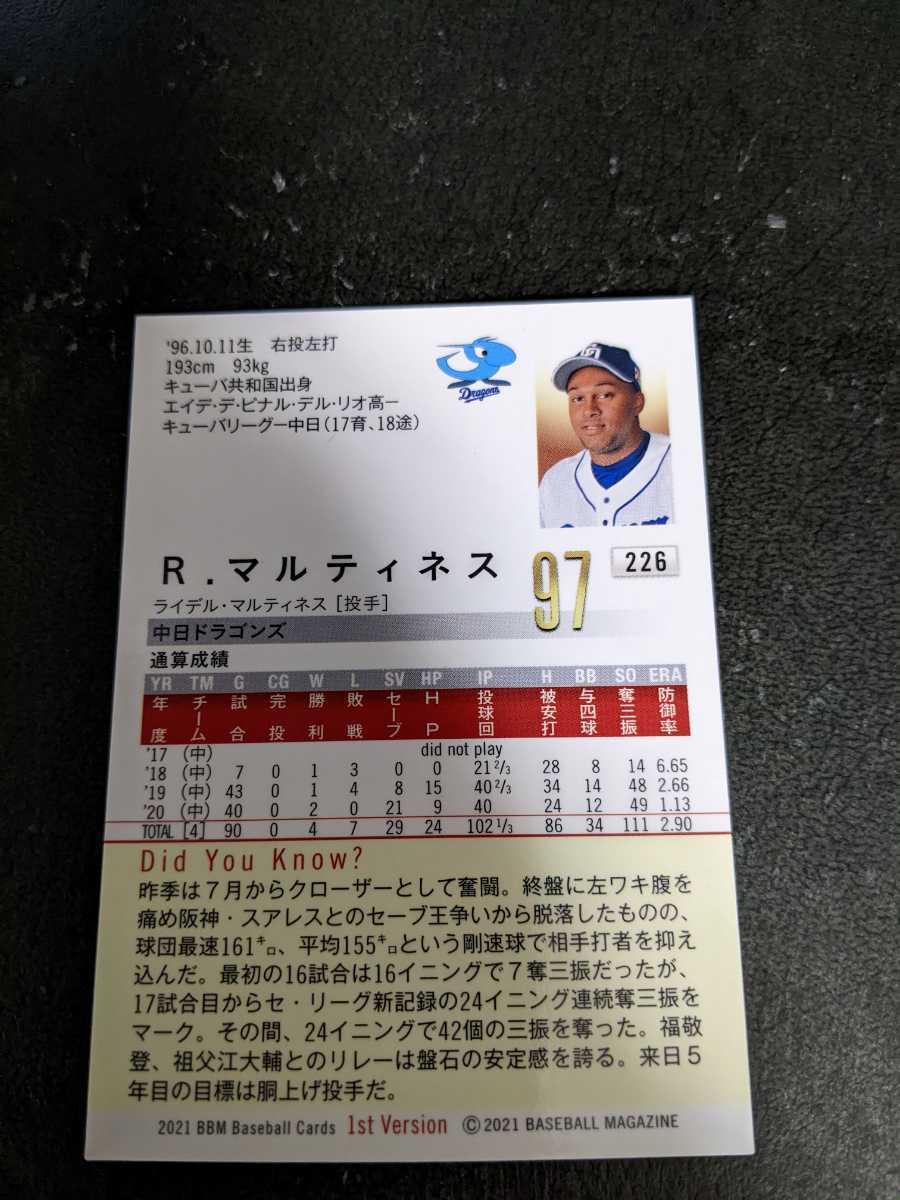 '96.10.11生　右投左打
193cm　93kg
キューバ共和国出身
エイデ・デ・ピナル・デル・リオ高ー
キューバリーグー中日(17育、18途)
Dragons
R.マルティネス 97 226
ライデル・マルティネス[投手]
中日ドラゴンズ
通算成績
YR TM G CG W L SV HP IP H BB SO ERA
年度 チーム 試合 完投 勝利 敗戦 セーブ HP 投球回 被安打 与四球 奪三振 防御率
'17 (中) did not play
'18 (中) 7 0 1 3 0 0 21 2/3 28 8 14 6.65
'19 (中) 43 0 1 4 8 15 40 2/3 34 14 48 2.66
'20 (中) 40 0 2 0 21 9 40 24 12 49 1.13
TOTAL [4] 90 0 4 7 29 24 102 1/3 86 34 111 2.90
Did You Know?
昨季は7月からクローザーとして奮闘。終盤に左ワキ腹を
痛め阪神・スアレスとのセーブ王争いから脱落したものの、
球団最速161㌔、平均155㌔という剛速球で相手打者を抑え
込んだ。最初の16試合は16イニングで7奪三振だったが、
17試合目からセ・リーグ新記録の24イニング連続奪三振を
マーク。その間、24イニングで42個の三振を奪った。福敬
登、祖父江大輔とのリレーは盤石の安定感を誇る。来日5
年目の目標は胴上げ投手だ。
2021 BBM Baseball Cards 1st Version ©2021 BASEBALL MAGAZINE